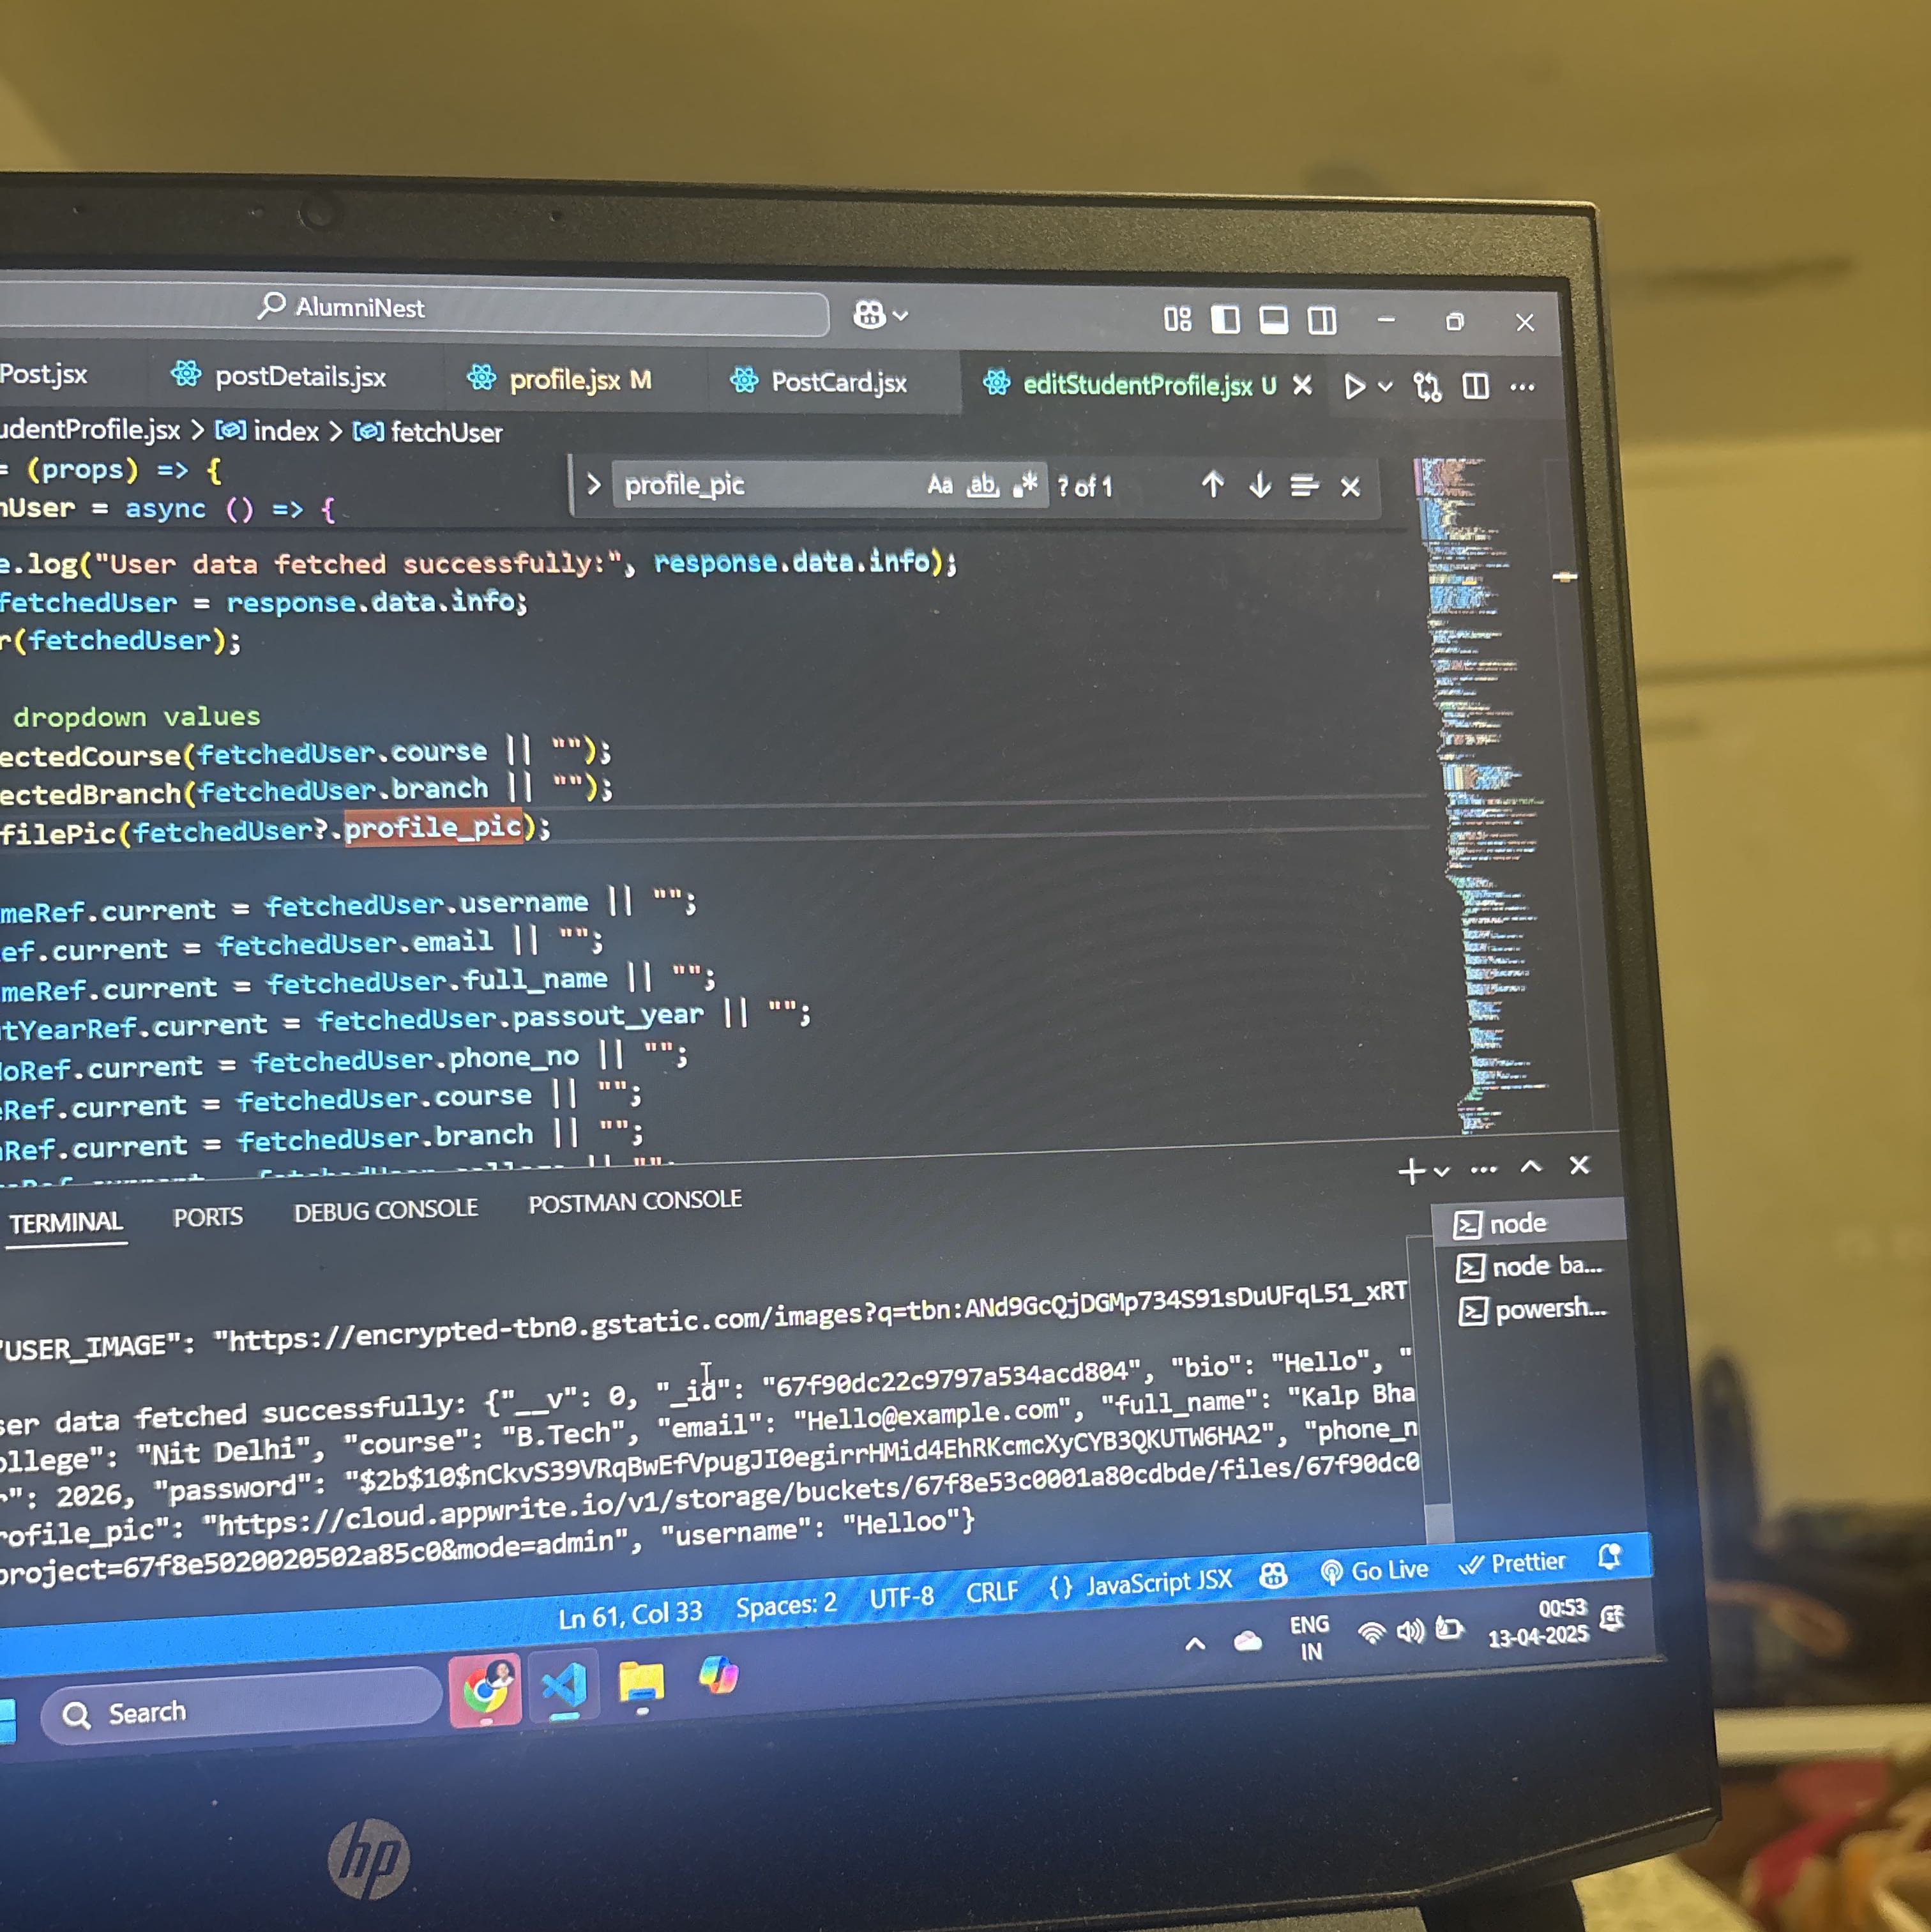 AlumniNest
Post.jsx postDetails.jsx profile.jsx M PostCard.jsx editStudentProfile.jsx U
udentProfile.jsx > index > fetchUser
= (props) => {
profile_pic Aa ab .* ? of 1
nUser = async () => {
e.log("User data fetched successfully:", response.data.info);
fetchedUser = response.data.info;
r(fetchedUser);
dropdown values
ectedCourse(fetchedUser.course || "");
ectedBranch(fetchedUser.branch || "");
filePic(fetchedUser?.profile_pic);
meRef.current = fetchedUser.username || "";
ef.current = fetchedUser.email || "";
meRef.current = fetchedUser.full_name || "";
tYearRef.current = fetchedUser.passout_year || "";
NoRef.current = fetchedUser.phone_no || "";
eRef.current = fetchedUser.course || "";
hRef.current = fetchedUser.branch || "";
TERMINAL PORTS DEBUG CONSOLE POSTMAN CONSOLE
node
node ba...
powersh...
"USER_IMAGE": "https://encrypted-tbn0.gstatic.com/images?q=tbn:ANd9GcQjDGMp734S91sDuUFqL51_xRT
ser data fetched successfully: {"__v": 0, "_id": "67f90dc22c9797a534acd804", "bio": "Hello", "
ollege": "Nit Delhi", "course": "B.Tech", "email": "Hello@example.com", "full_name": "Kalp Bha
r": 2026, "password": "$2b$10$nCkvS39VRqBwEfVpugJI0egirrHMid4EhRKcmcXyCYB3QKUTW6HA2", "phone_n
rofile_pic": "https://cloud.appwrite.io/v1/storage/buckets/67f8e53c0001a80cdbde/files/67f90dc0
project=67f8e5020020502a85c0&mode=admin", "username": "Helloo"}
Ln 61, Col 33 Spaces: 2 UTF-8 CRLF {} JavaScript JSX Go Live Prettier
ENG
IN
00:53
13-04-2025
Search
hp